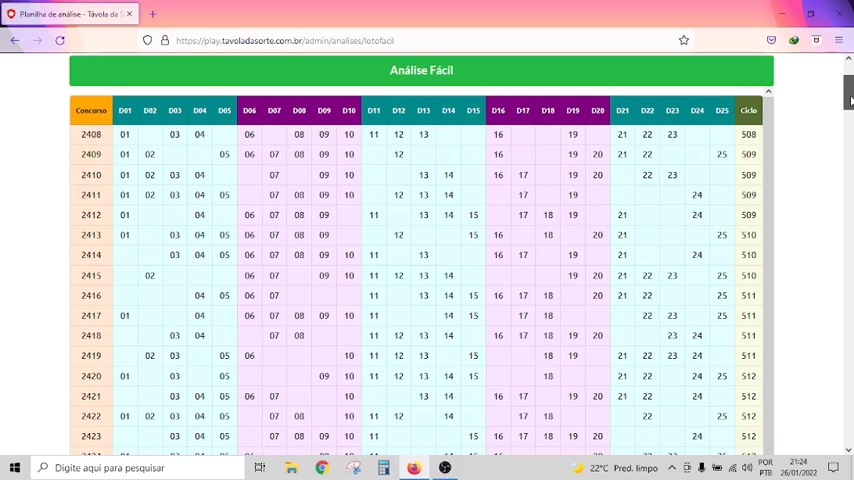 Planilha de análise - Távola da S
https://play.tavoladasorte.com.br/admin/analises/lotofacil
Análise Fácil
Concurso D01 D02 D03 D04 D05 D06 D07 D08 D09 D10 D11 D12 D13 D14 D15 D16 D17 D18 D19 D20 D21 D22 D23 D24 D25 Ciclo
2408 01 03 04 06 08 09 10 11 12 13 16 19 21 22 23 508
2409 01 02 05 06 07 08 09 10 12 16 19 20 21 22 25 509
2410 01 02 03 04 07 09 10 13 14 16 17 19 20 22 23 509
2411 01 02 03 04 05 06 07 08 09 12 13 14 17 19 24 509
2412 01 04 06 07 08 09 11 13 14 15 17 18 19 21 24 509
2413 01 03 04 05 06 07 08 09 12 15 16 18 20 21 25 510
2414 03 04 05 06 07 08 09 10 11 13 16 17 19 22 25 510
2415 02 06 07 09 10 11 12 13 14 19 20 21 22 23 25 510
2416 04 05 06 07 11 13 14 15 16 17 18 20 21 22 25 511
2417 01 04 06 07 08 09 10 11 14 15 17 18 22 23 25 511
2418 03 04 07 08 11 12 13 14 15 16 17 18 19 20 23 24 511
2419 02 03 05 06 10 11 12 13 15 18 19 21 22 23 24 511
2420 01 03 05 09 10 11 12 13 14 15 18 21 22 24 25 512
2421 03 04 05 06 07 10 13 14 16 17 19 20 21 22 24 512
2422 01 02 03 04 05 07 08 11 12 14 16 17 18 22 25 512
2423 03 04 05 06 07 08 09 11 15 16 17 18 19 20 24 512
Digite aqui para pesquisar
22°C Pred. limpo
POR
PTB
21:24
26/01/2022